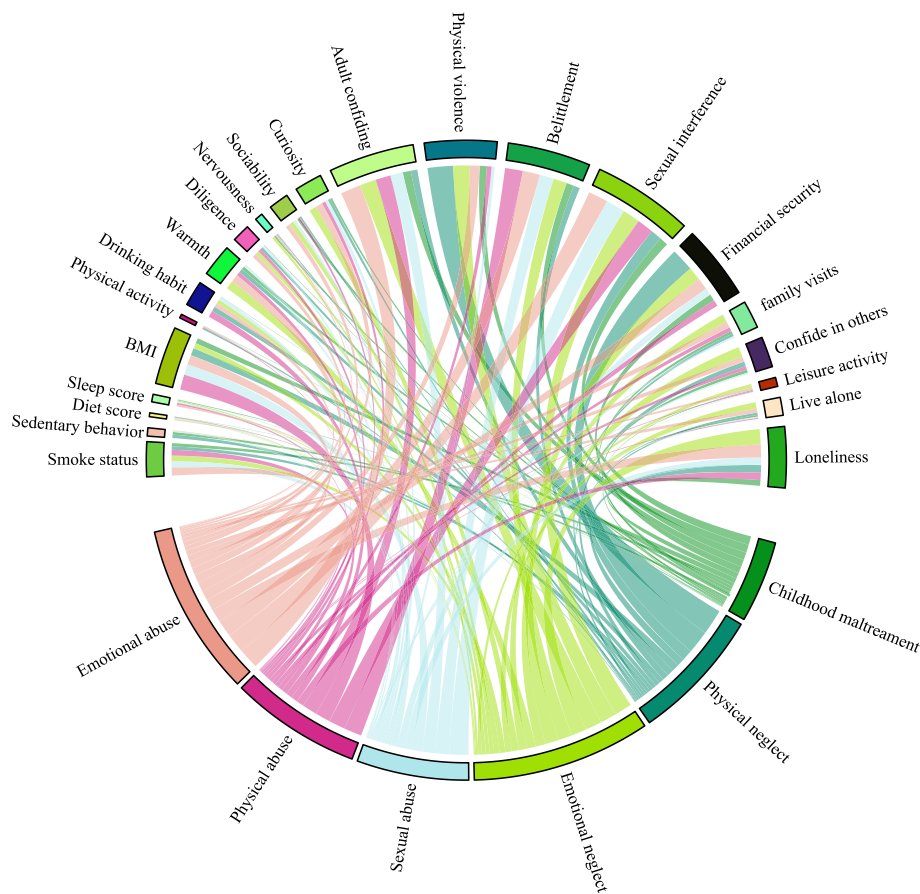 Physical violence
Belittlement
Sexual interference
Financial security
family visits
Confide in others
Leisure activity
Live alone
Loneliness
Childhood maltreament
Physical neglect
Emotional neglect
Sexual abuse
Physical abuse
Emotional abuse
Smoke status
Sedentary behavior
Diet score
Sleep score
BMI
Physical activity
Drinking habit
Warmth
Diligence
Nervousness
Sociability
Curiosity
Adult confiding